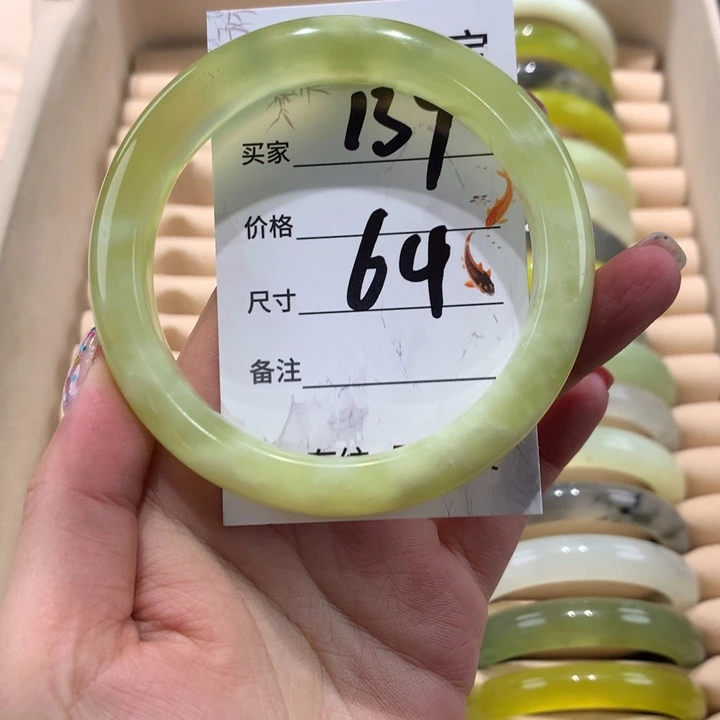 买家 137
价格
尺寸 64
备注